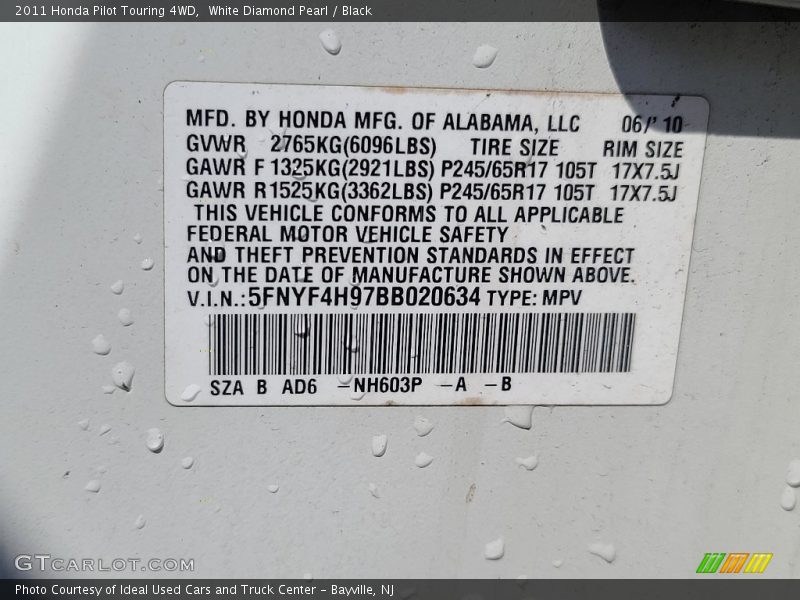 2011 Honda Pilot Touring 4WD, White Diamond Pearl / Black
MFD. BY HONDA MFG. OF ALABAMA, LLC 06/'10
GVWR 2765KG(6096LBS) TIRE SIZE RIM SIZE
GAWR F 1325KG(2921LBS) P245/65R17 105T 17X7.5J
GAWR R1525KG(3362LBS) P245/65R17 105T 17X7.5J
THIS VEHICLE CONFORMS TO ALL APPLICABLE
FEDERAL MOTOR VEHICLE SAFETY
AND THEFT PREVENTION STANDARDS IN EFFECT
ON THE DATE OF MANUFACTURE SHOWN ABOVE.
V.I.N.:5FNYF4H97BB020634 TYPE: MPV
SZA B AD6 -NH603P -A -B
GTcarlot.com
Photo Courtesy of Ideal Used Cars and Truck Center - Bayville, NJ